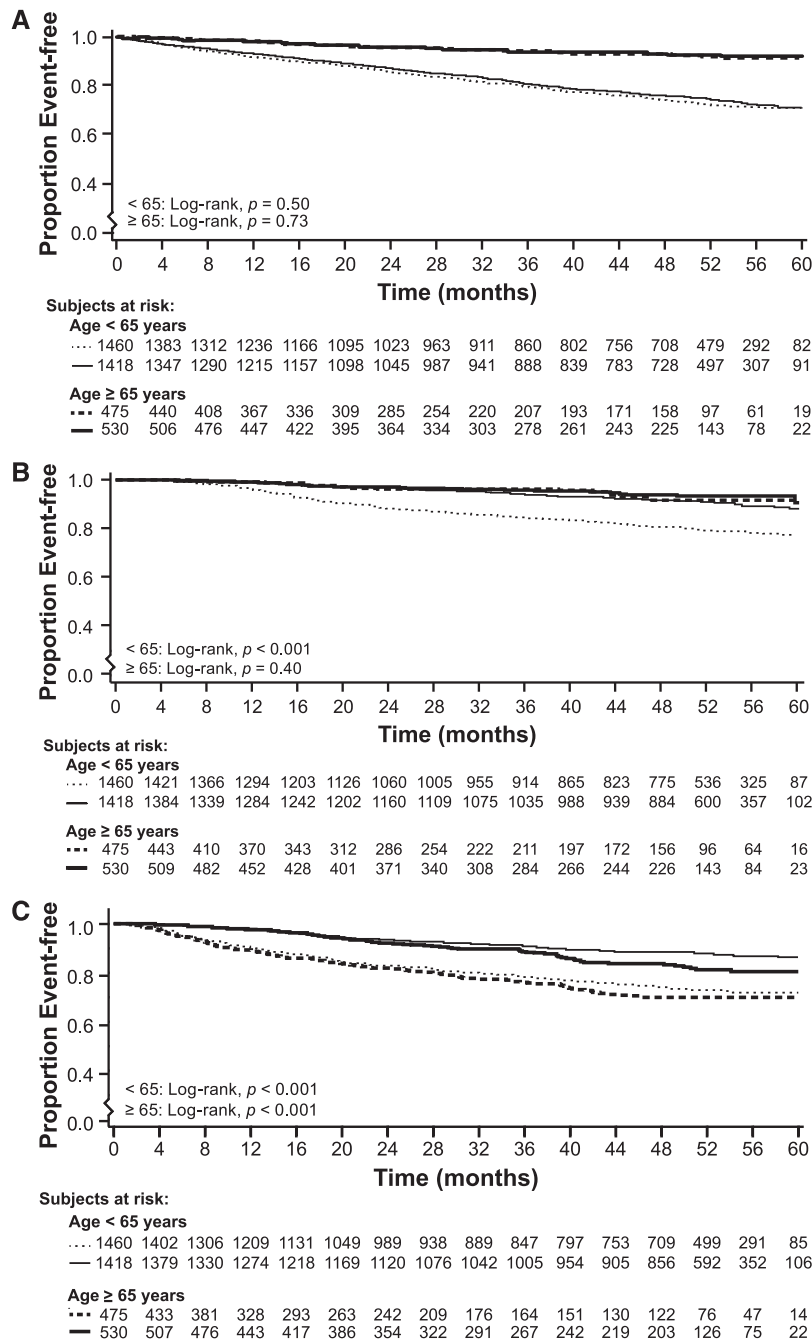 A
Proportion Event-free
1.0
0.8
0.6
0.4
0.0
< 65: Log-rank, p = 0.50
≥ 65: Log-rank, p = 0.73
0 4 8 12 16 20 24 28 32 36 40 44 48 52 56 60
Time (months)
Subjects at risk:
Age < 65 years
1460 1383 1312 1236 1166 1095 1023 963 911 860 802 756 708 479 292 82
1418 1347 1290 1215 1157 1098 1045 987 941 888 839 783 728 497 307 91
Age ≥ 65 years
475 440 408 367 336 309 285 254 220 207 193 171 158 97 61 19
530 506 476 447 422 395 364 334 303 278 261 243 225 143 78 22
B
Proportion Event-free
1.0
0.8
0.6
0.4
0.0
< 65: Log-rank, p < 0.001
≥ 65: Log-rank, p = 0.40
0 4 8 12 16 20 24 28 32 36 40 44 48 52 56 60
Time (months)
Subjects at risk:
Age < 65 years
1460 1421 1366 1294 1203 1126 1060 1005 955 914 865 823 775 536 325 87
1418 1384 1339 1284 1242 1202 1160 1109 1075 1035 988 939 884 600 357 102
Age ≥ 65 years
475 443 410 370 343 312 286 254 222 211 197 172 156 96 64 16
530 509 482 452 428 401 371 340 308 284 266 244 226 143 84 23
C
Proportion Event-free
1.0
0.8
0.6
0.4
0.0
< 65: Log-rank, p < 0.001
≥ 65: Log-rank, p < 0.001
0 4 8 12 16 20 24 28 32 36 40 44 48 52 56 60
Time (months)
Subjects at risk:
Age < 65 years
1460 1402 1306 1209 1131 1049 989 938 889 847 797 753 709 499 291 85
1418 1379 1330 1274 1218 1169 1120 1076 1042 1005 954 905 856 592 352 106
Age ≥ 65 years
475 433 381 328 293 263 242 209 176 164 151 130 122 76 47 14
530 507 476 443 417 386 354 322 291 267 242 219 203 126 75 22